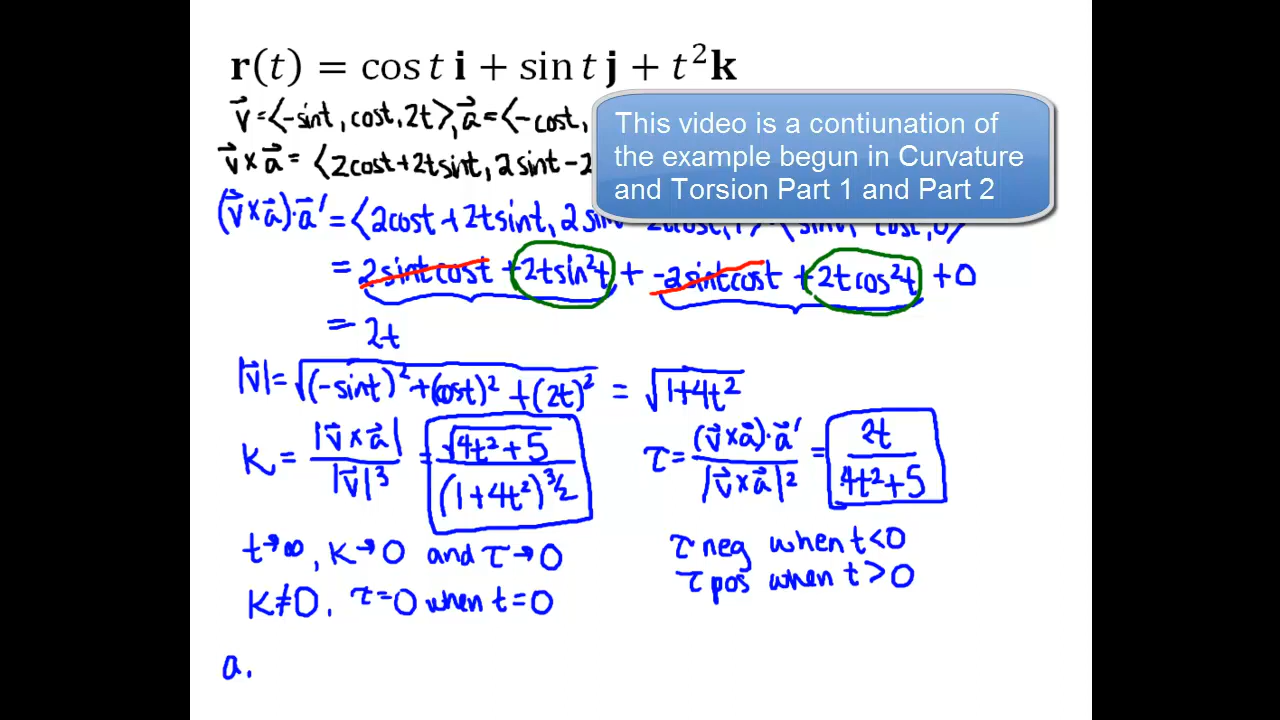 r(t) = cos t i + sin t j + t²k
v⃗ = ⟨-sint, cost, 2t⟩, a⃗ = ⟨-cost,
v⃗ × a⃗ = ⟨2cost+2tsint, 2sint-2
This video is a contiunation of
the example begun in Curvature
and Torsion Part 1 and Part 2
(v⃗ × a⃗)·a⃗' = ⟨2cost+2tsint, 2sint
= 2sintcost + 2tsin²t + -2sintcost + 2tcos²t + 0
= 2t
|v⃗| = √((-sint)² + (cost)² + (2t)²) = √(1+4t²)
K = |v⃗ × a⃗| / |v⃗|³ = √(4t²+5) / (1+4t²)^(3/2)
τ = (v⃗ × a⃗)·a⃗' / |v⃗ × a⃗|² = 2t / (4t²+5)
t→∞, K→0 and τ→0
K≠0, τ=0 when t=0
τ neg when t<0
τ pos when t>0
a.